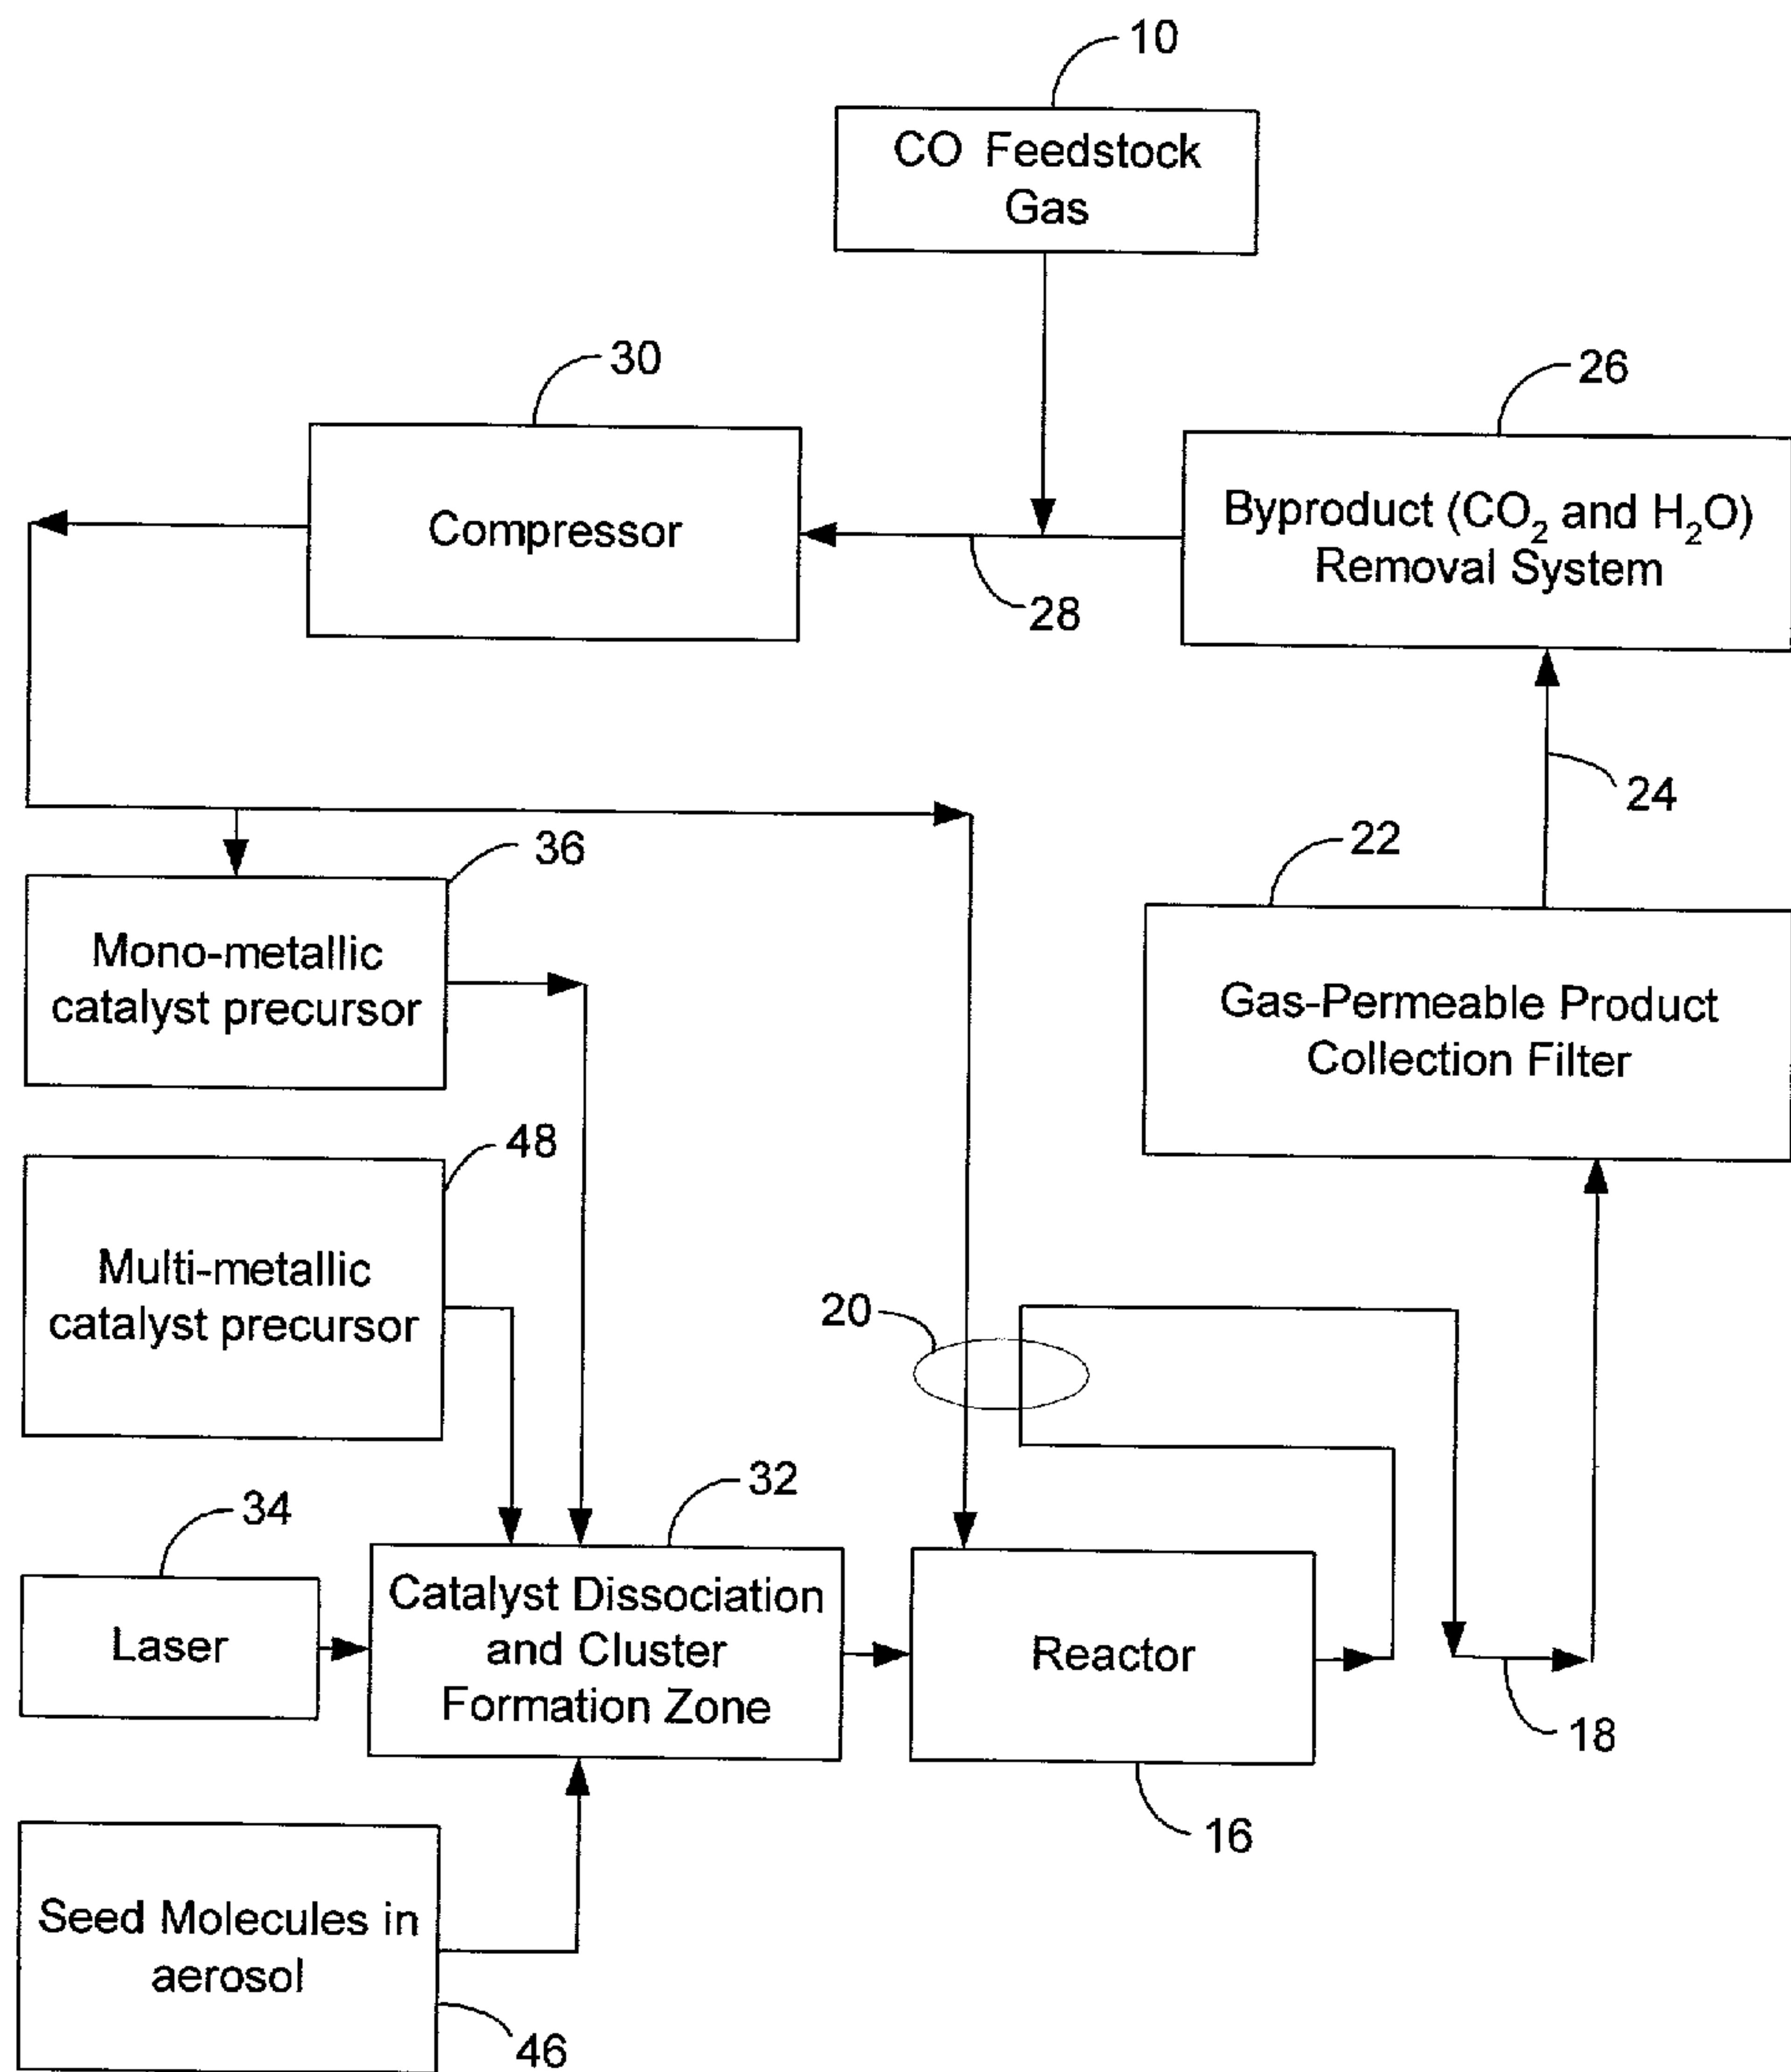 10
CO Feedstock
Gas
30
26
Compressor
Byproduct (CO₂ and H₂O)
Removal System
28
24
36
22
Mono-metallic
catalyst precursor
Gas-Permeable Product
Collection Filter
48
Multi-metallic
catalyst precursor
20
32
34
Laser
Catalyst Dissociation
and Cluster
Formation Zone
Reactor
18
16
Seed Molecules in
aerosol
46